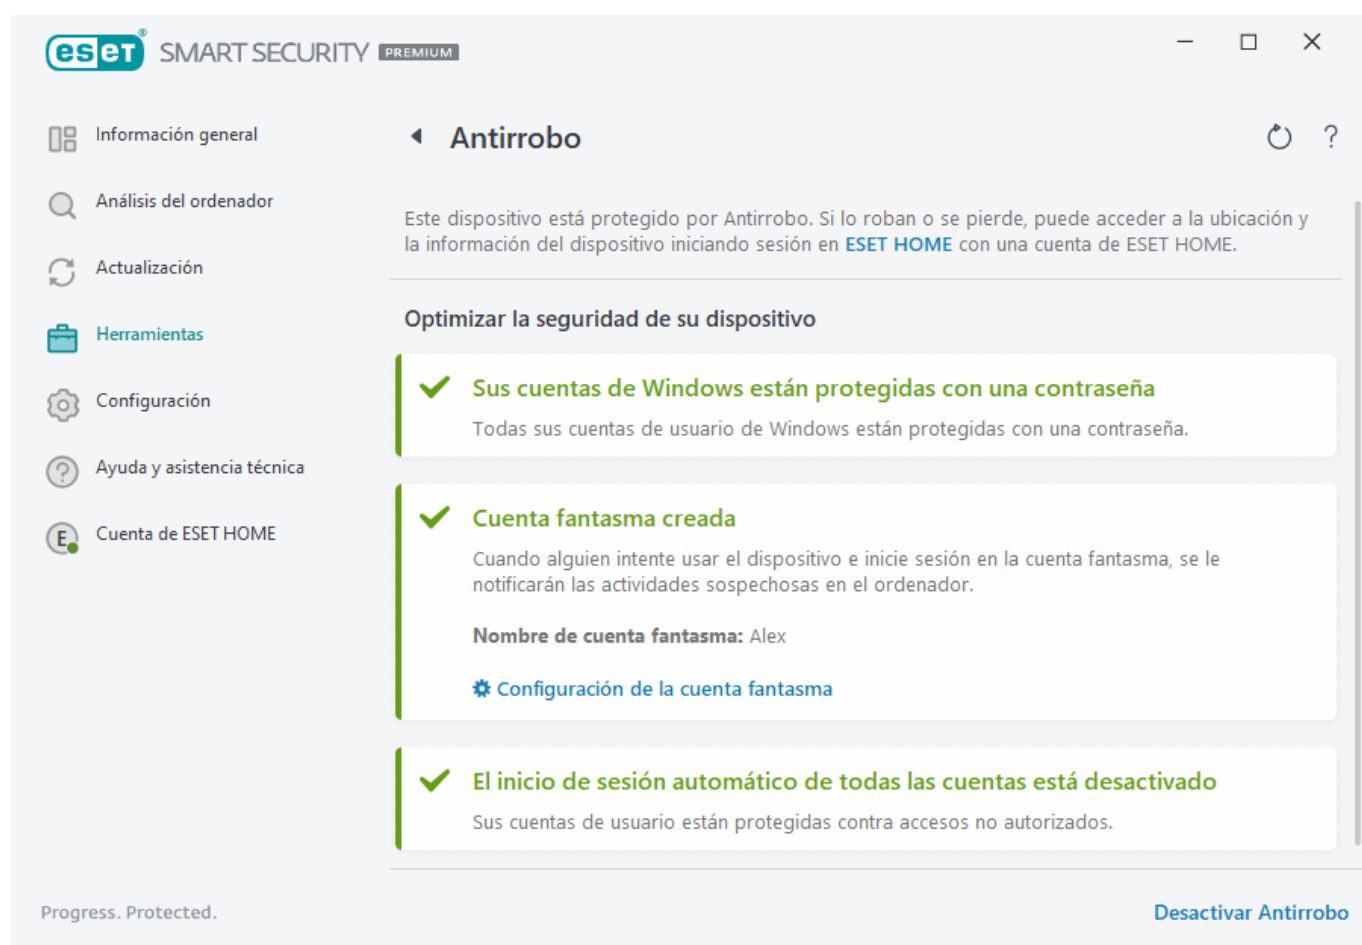 eset® SMART SECURITY PREMIUM
Información general
Análisis del ordenador
Actualización
Herramientas
Configuración
Ayuda y asistencia técnica
E Cuenta de ESET HOME
Antirrobo
?
Este dispositivo está protegido por Antirrobo. Si lo roban o se pierde, puede acceder a la ubicación y
la información del dispositivo iniciando sesión en ESET HOME con una cuenta de ESET HOME.
Optimizar la seguridad de su dispositivo
Sus cuentas de Windows están protegidas con una contraseña
Todas sus cuentas de usuario de Windows están protegidas con una contraseña.
Cuenta fantasma creada
Cuando alguien intente usar el dispositivo e inicie sesión en la cuenta fantasma, se le
notificarán las actividades sospechosas en el ordenador.
Nombre de cuenta fantasma: Alex
Configuración de la cuenta fantasma
El inicio de sesión automático de todas las cuentas está desactivado
Sus cuentas de usuario están protegidas contra accesos no autorizados.
Progress. Protected.
Desactivar Antirrobo